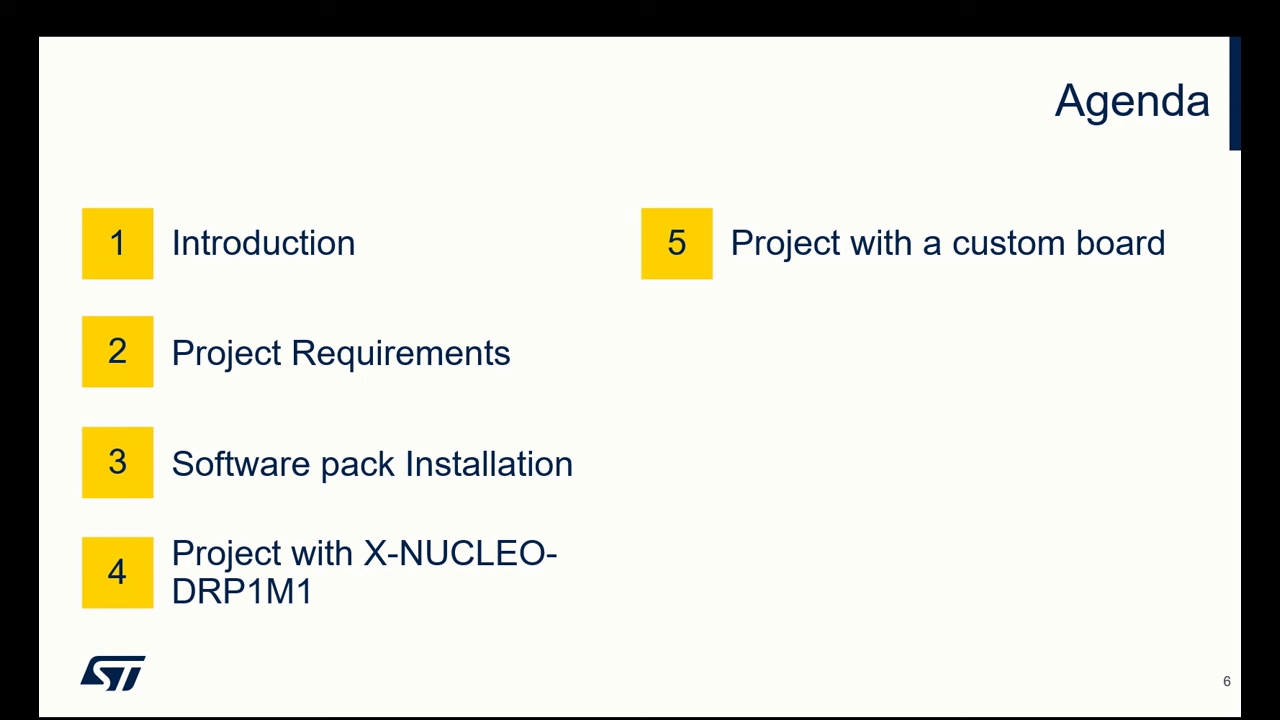 Agenda
1 Introduction
2 Project Requirements
3 Software pack Installation
4 Project with X-NUCLEO-
DRP1M1
5 Project with a custom board
ST
6